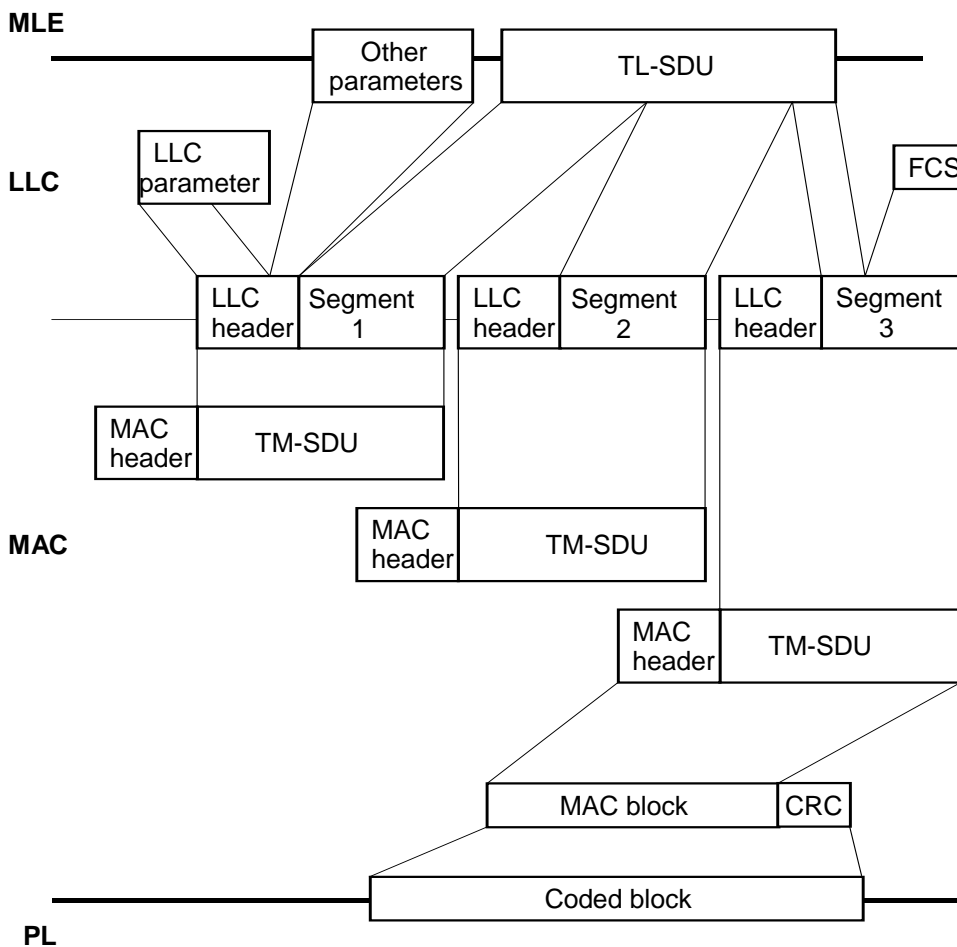 MLE
Other
parameters
TL-SDU
LLC
LLC
parameter
FCS
LLC
header
Segment
1
LLC
header
Segment
2
LLC
header
Segment
3
MAC
header
TM-SDU
MAC
MAC
header
TM-SDU
MAC
header
TM-SDU
MAC block
CRC
Coded block
PL